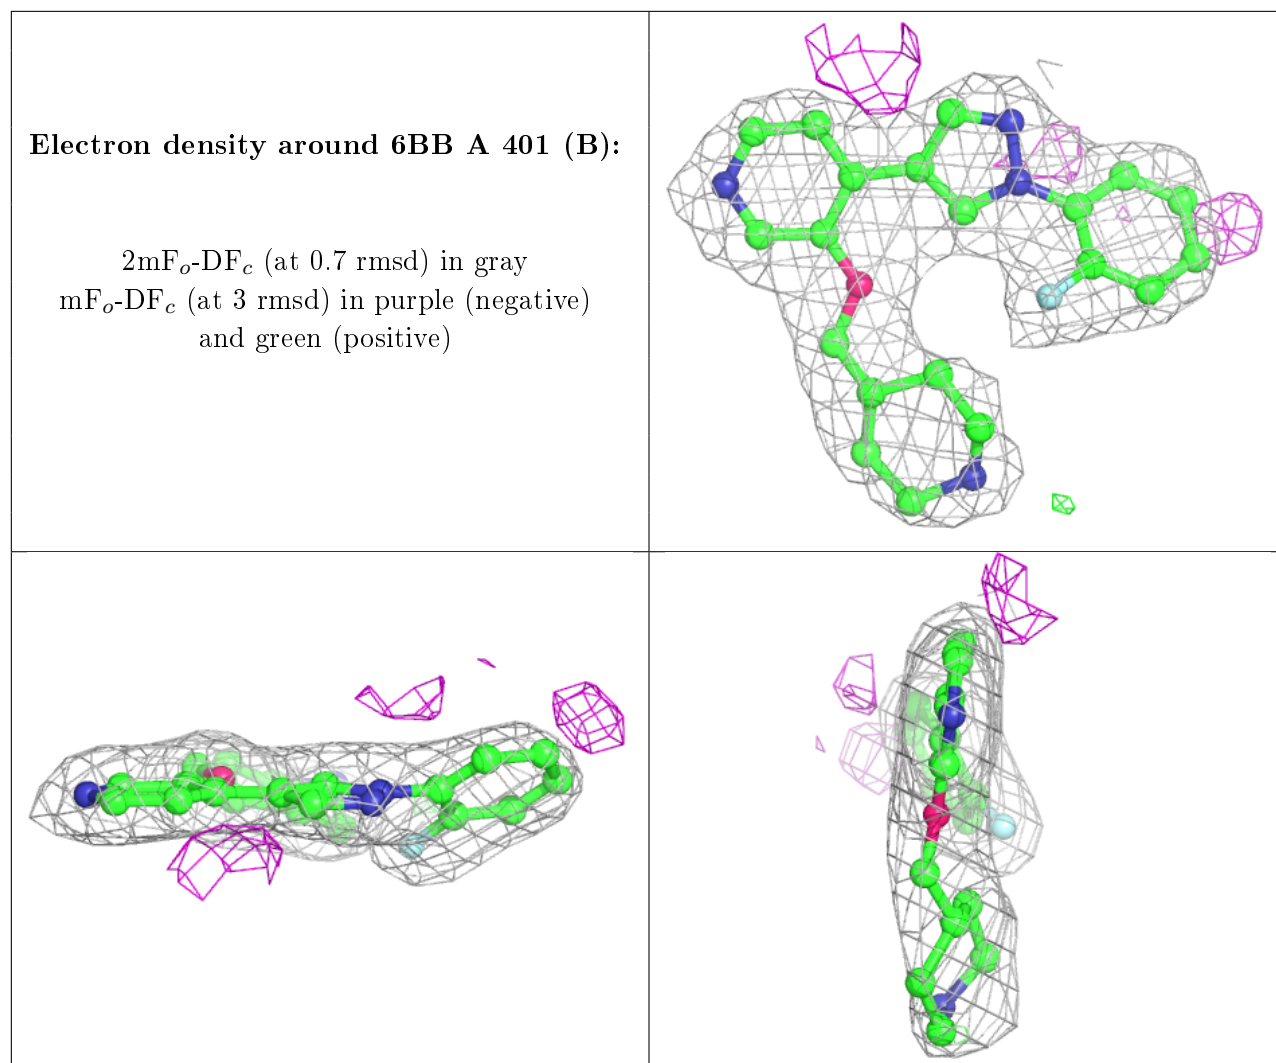 Electron density around 6BB A 401 (B):
2mFₒ-DF𝒸 (at 0.7 rmsd) in gray
mFₒ-DF𝒸 (at 3 rmsd) in purple (negative)
and green (positive)